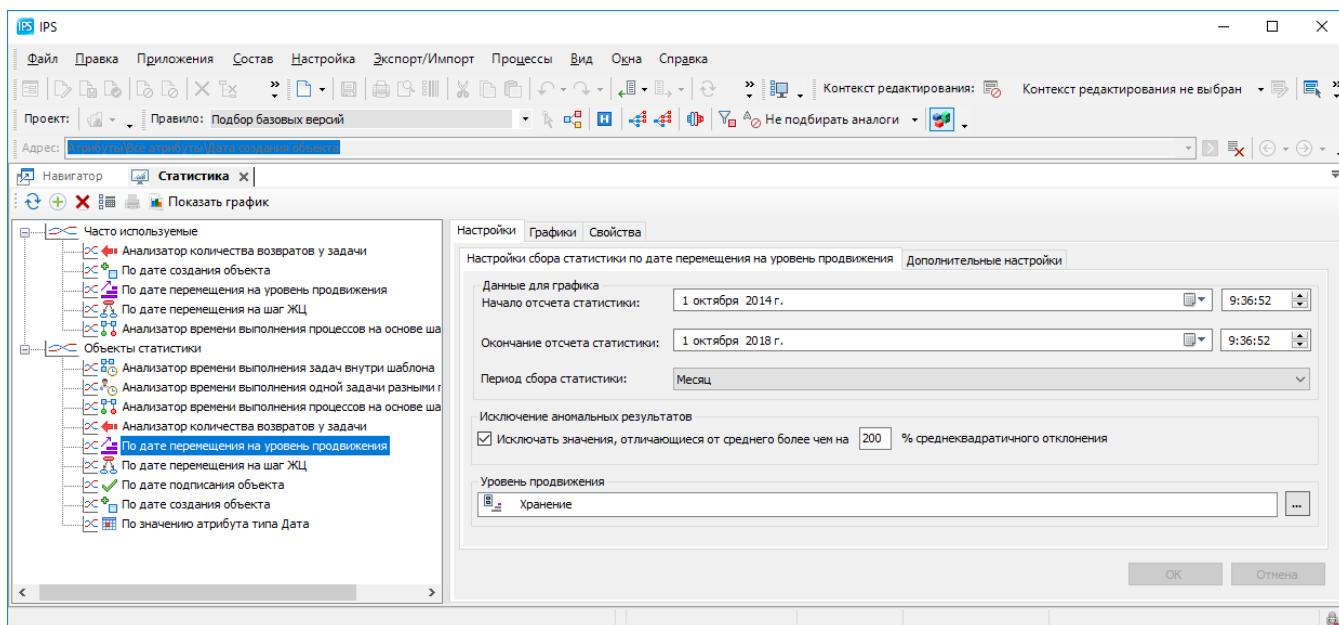 IPS IPS
Файл Правка Приложения Состав Настройка Экспорт/Импорт Процессы Вид Окна Справка
Контекст редактирования: Контекст редактирования не выбран
Проект: Правило: Подбор базовых версий Н Не подбирать аналоги
Адрес: Атрибуты\Все атрибуты\Дата создания объекта
Навигатор Статистика
Показать график
Часто используемые
Анализатор количества возвратов у задачи
По дате создания объекта
По дате перемещения на уровень продвижения
По дате перемещения на шаг ЖЦ
Анализатор времени выполнения процессов на основе ша
Объекты статистики
Анализатор времени выполнения задач внутри шаблона
Анализатор времени выполнения одной задачи разными г
Анализатор времени выполнения процессов на основе ша
Анализатор количества возвратов у задачи
По дате перемещения на уровень продвижения
По дате перемещения на шаг ЖЦ
По дате подписания объекта
По дате создания объекта
По значению атрибута типа Дата
Настройки Графики Свойства
Настройки сбора статистики по дате перемещения на уровень продвижения Дополнительные настройки
Данные для графика
Начало отсчета статистики: 1 октября 2014 г. 9:36:52
Окончание отсчета статистики: 1 октября 2018 г. 9:36:52
Период сбора статистики: Месяц
Исключение аномальных результатов
Исключать значения, отличающиеся от среднего более чем на 200 % среднеквадратичного отклонения
Уровень продвижения
Хранение ...
ОК Отмена